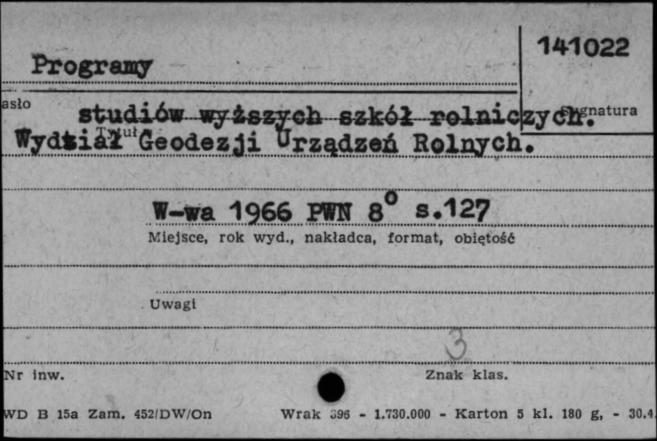 141022
Programy
asło
Sygnatura
studiów wyższych szkół rolniczych.
Tytuł
Wydział Geodezji Urządzeń Rolnych.
W-wa 1966 PWN 8° s.127
Miejsce, rok wyd., nakładca, format, objętość
Uwagi
3
Nr inw.
Znak klas.
WD B 15a Zam. 452/DW/On Wrak 396 - 1.730.000 - Karton 5 kl. 180 g, - 30.4.